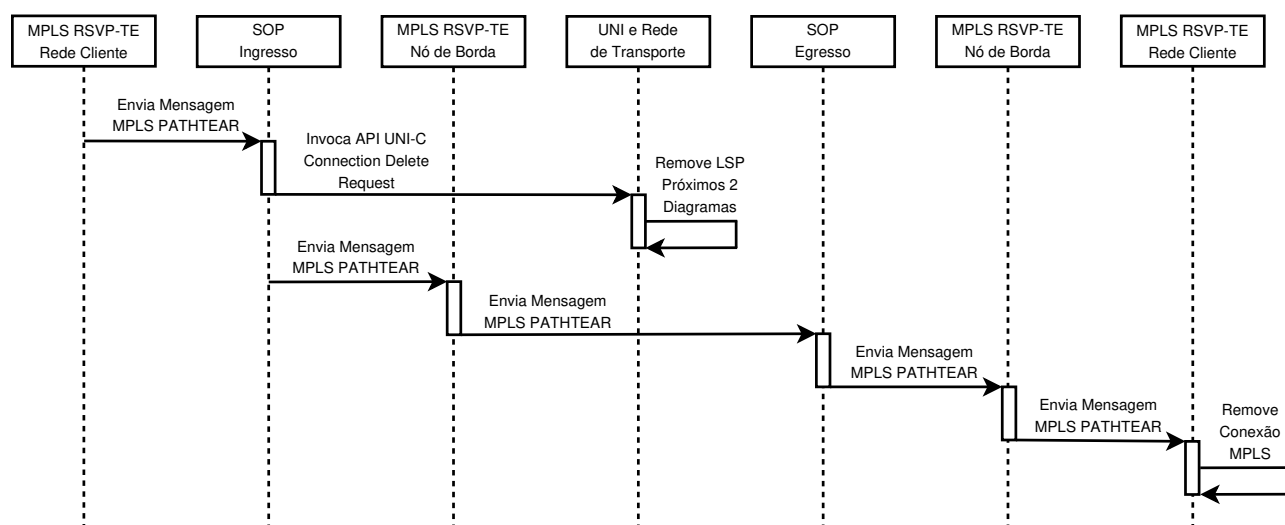 MPLS RSVP-TE
Rede Cliente
SOP
Ingresso
MPLS RSVP-TE
Nó de Borda
UNI e Rede
de Transporte
SOP
Egresso
MPLS RSVP-TE
Nó de Borda
MPLS RSVP-TE
Rede Cliente
Envia Mensagem
MPLS PATHTEAR
Invoca API UNI-C
Connection Delete
Request
Remove LSP
Próximos 2
Diagramas
Envia Mensagem
MPLS PATHTEAR
Envia Mensagem
MPLS PATHTEAR
Envia Mensagem
MPLS PATHTEAR
Envia Mensagem
MPLS PATHTEAR
Remove
Conexão
MPLS